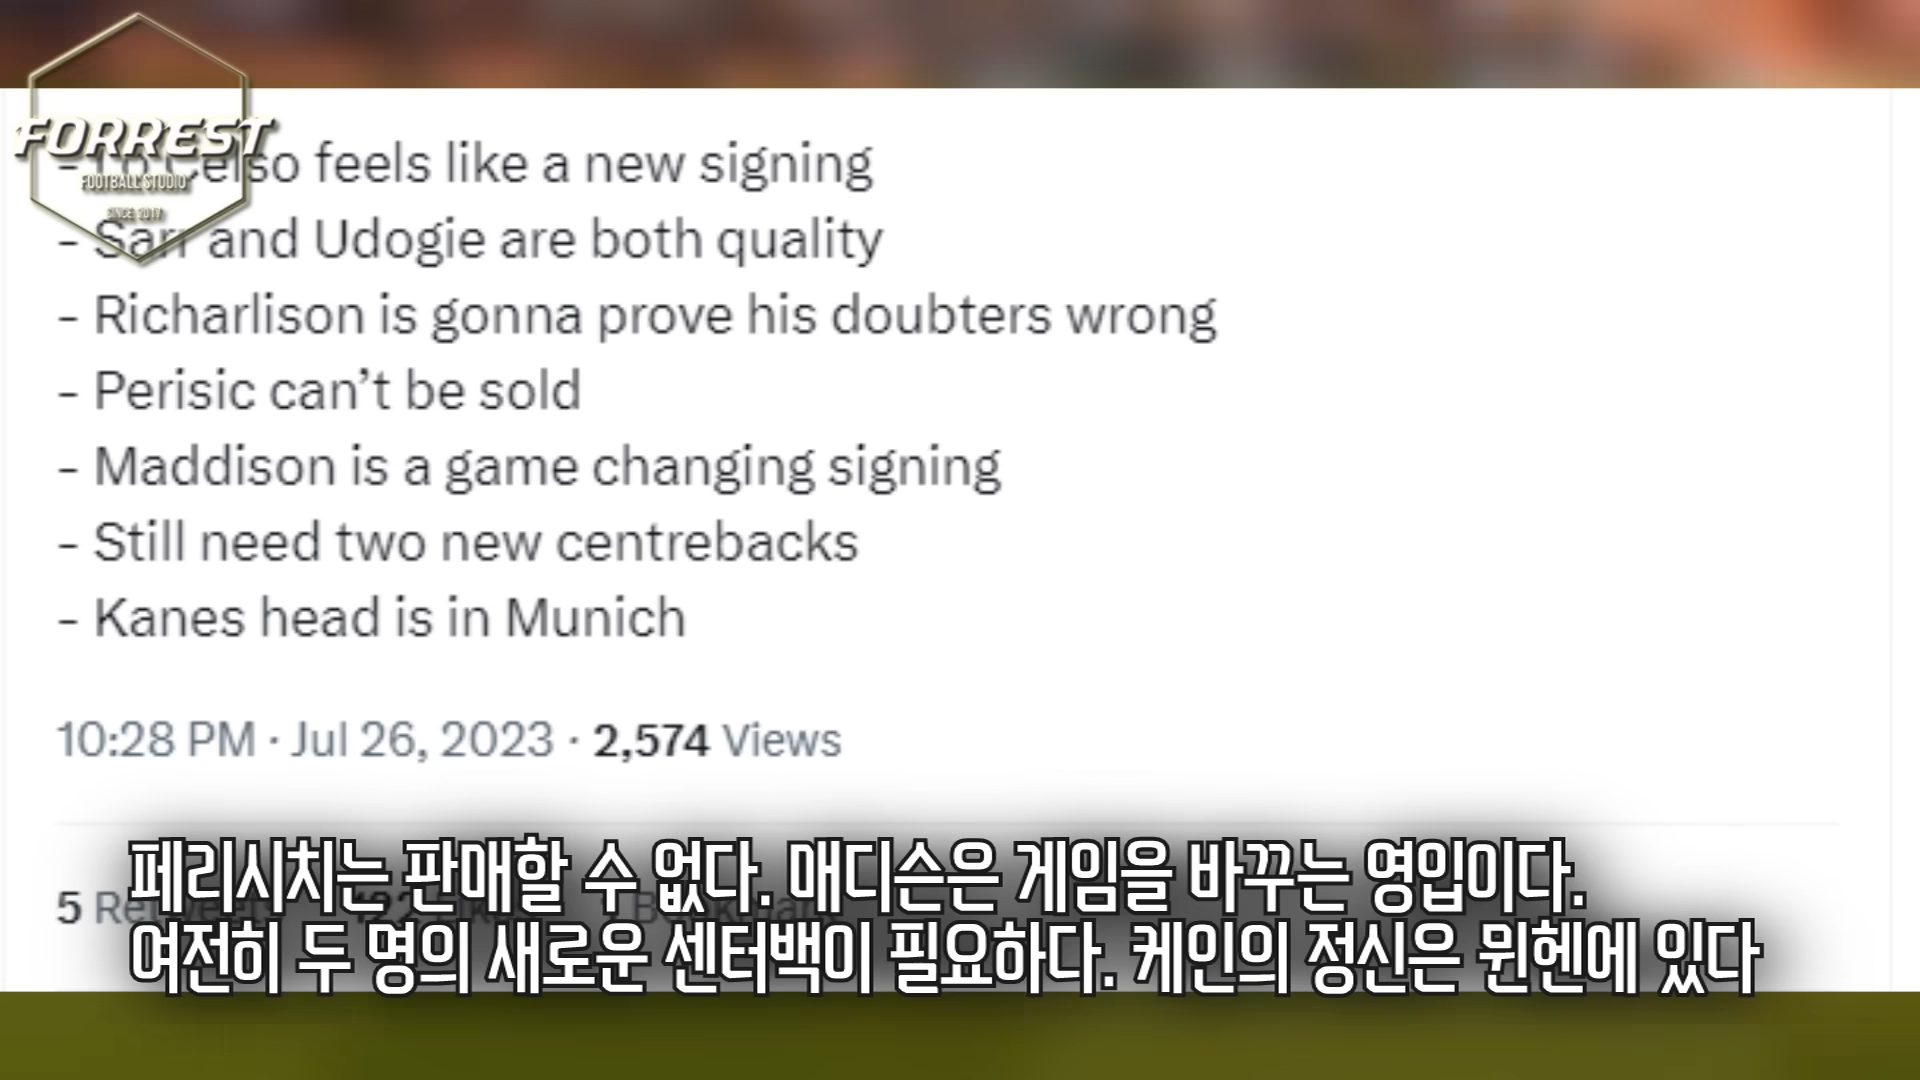 FORREST
FOOTBALL STUDIO
SINCE 2017
- Lo Celso feels like a new signing
- Sarr and Udogie are both quality
- Richarlison is gonna prove his doubters wrong
- Perisic can’t be sold
- Maddison is a game changing signing
- Still need two new centrebacks
- Kanes head is in Munich
10:28 PM · Jul 26, 2023 · 2,574 Views
페리시치는 판매할 수 없다. 매디슨은 게임을 바꾸는 영입이다.
5
여전히 두 명의 새로운 센터백이 필요하다. 케인의 정신은 뮌헨에 있다